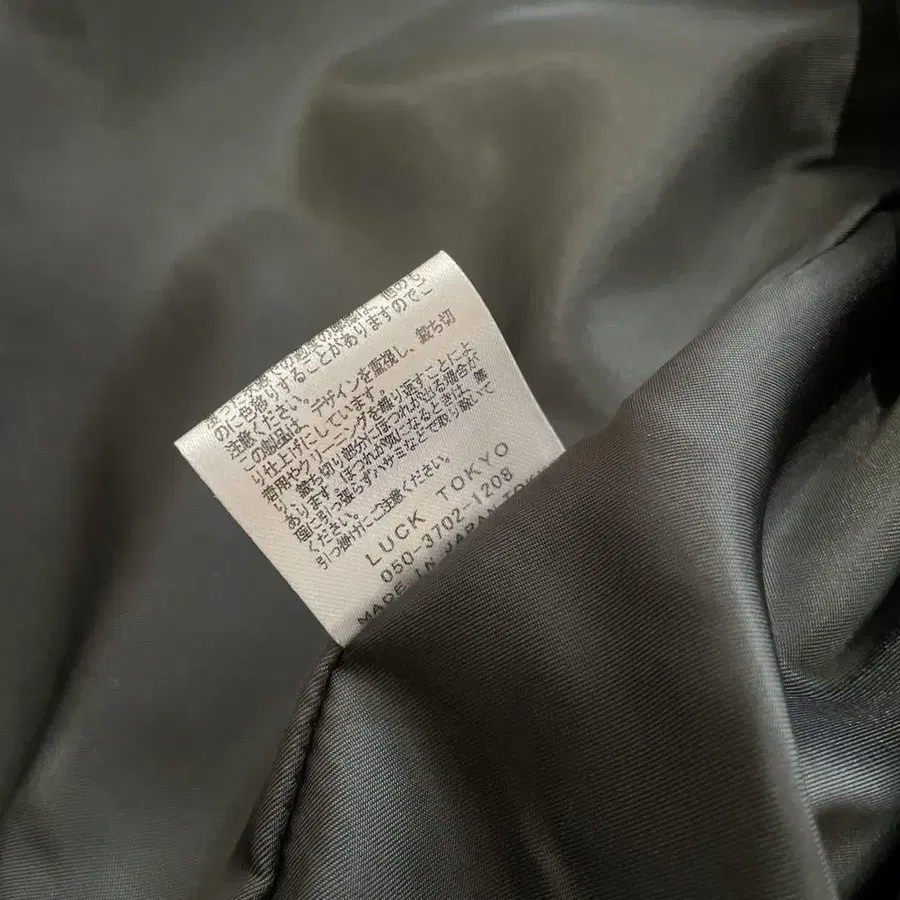 のに色移りすることがありますのでご
注意ください。
この製品は、デザインを重視し、裁ち切
り仕上げにしています。
着用やクリーニングを繰り返すことによ
り、裁ち切り部分にほつれが出る場合が
あります。ほつれが気になるときは、無
理に引っ張らずハサミなどで取り除いて
ください。
引っ掛けにご注意ください。
LUCK TOKYO
050-3702-1208
MADE IN JAPAN